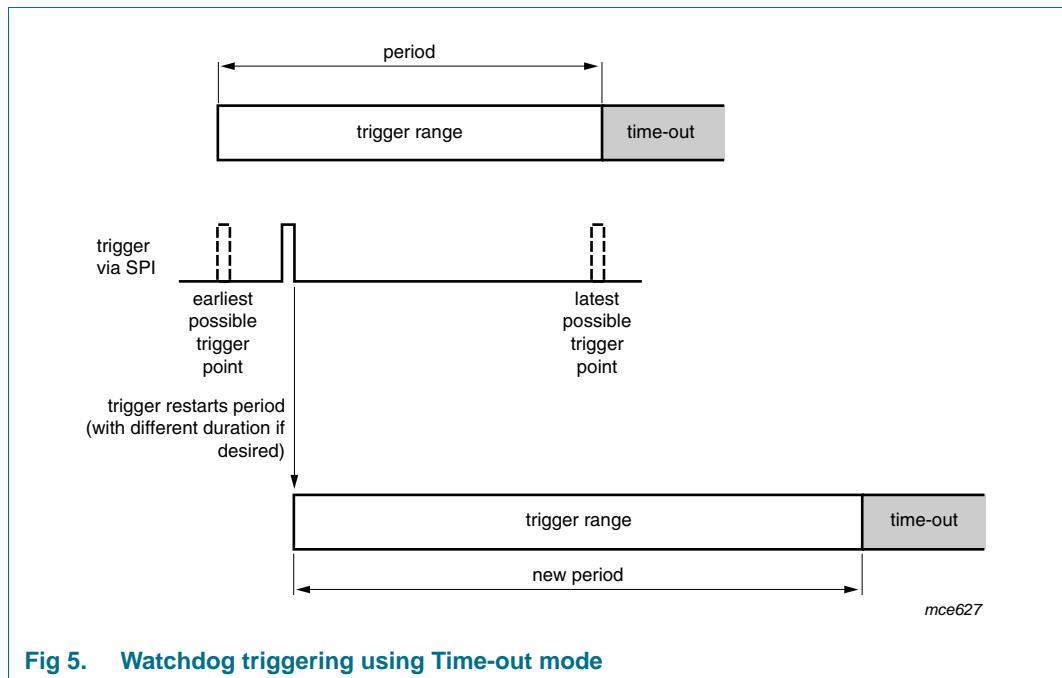 period
trigger range
time-out
trigger
via SPI
earliest
possible
trigger
point
latest
possible
trigger
point
trigger restarts period
(with different duration if
desired)
trigger range
time-out
new period
mce627
Fig 5. Watchdog triggering using Time-out mode